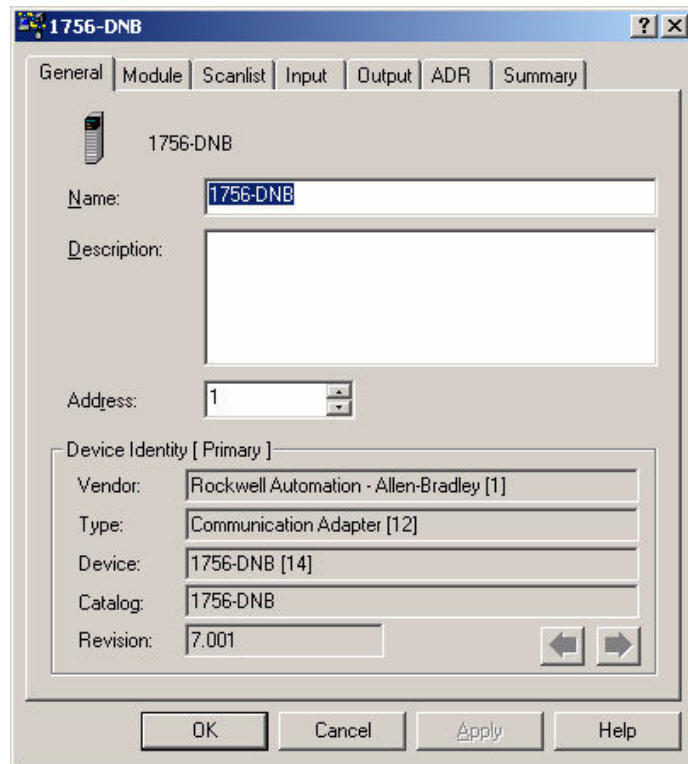 1756-DNB
General Module Scanlist Input Output ADR Summary
1756-DNB
Name: 1756-DNB
Description:
Address: 1
Device Identity [ Primary ]
Vendor: Rockwell Automation - Allen-Bradley [1]
Type: Communication Adapter [12]
Device: 1756-DNB [14]
Catalog: 1756-DNB
Revision: 7.001
OK Cancel Apply Help